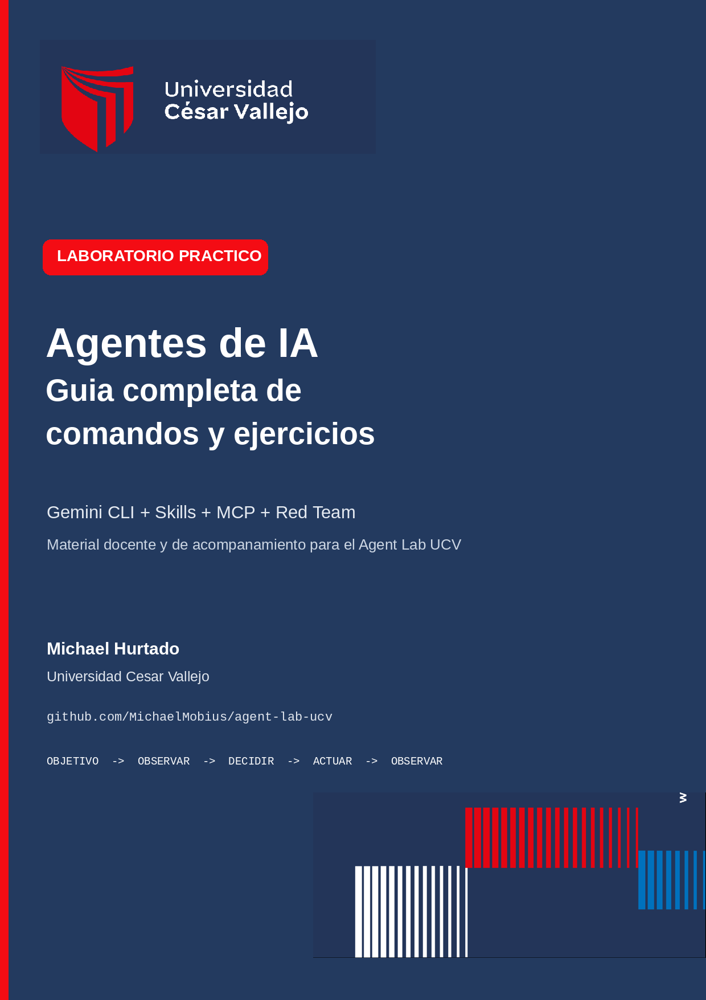 Universidad
César Vallejo
LABORATORIO PRACTICO
Agentes de IA
Guia completa de
comandos y ejercicios
Gemini CLI + Skills + MCP + Red Team
Material docente y de acompanamiento para el Agent Lab UCV
Michael Hurtado
Universidad Cesar Vallejo
github.com/MichaelMobius/agent-lab-ucv
OBJETIVO -> OBSERVAR -> DECIDIR -> ACTUAR -> OBSERVAR
w